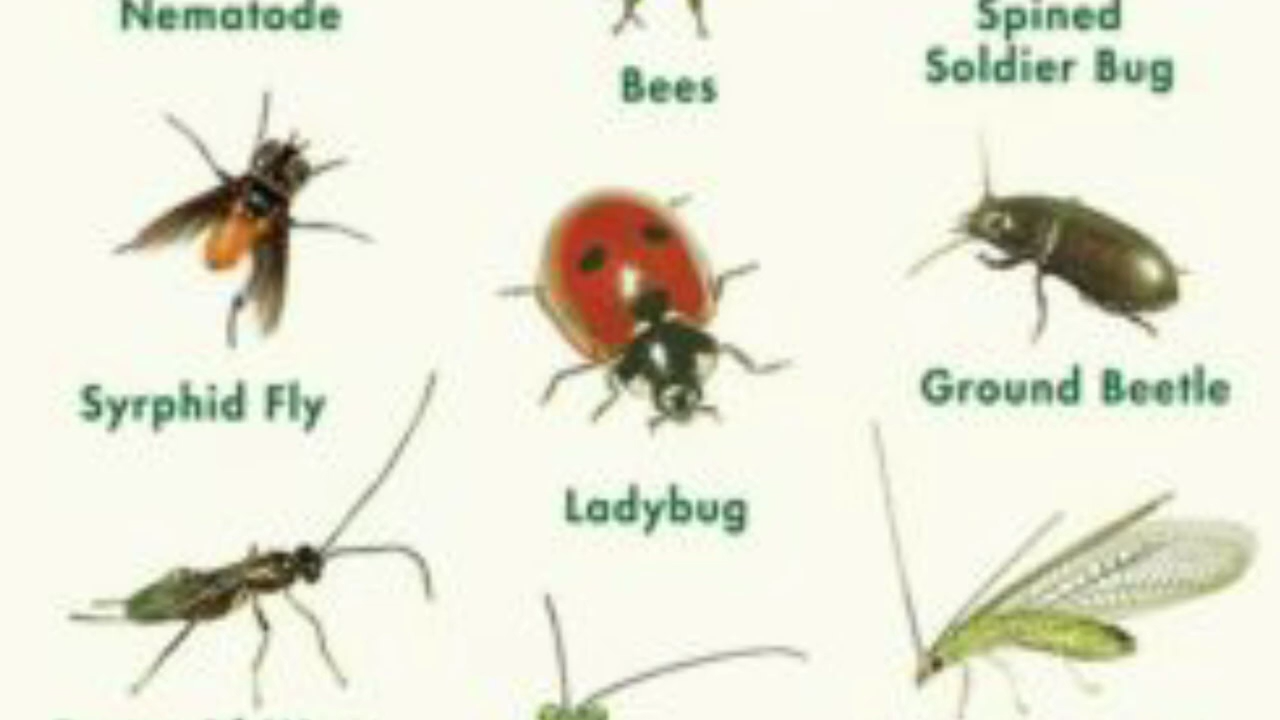 Nematode
Bees
Spined
Soldier Bug
Syrphid Fly
Ladybug
Ground Beetle